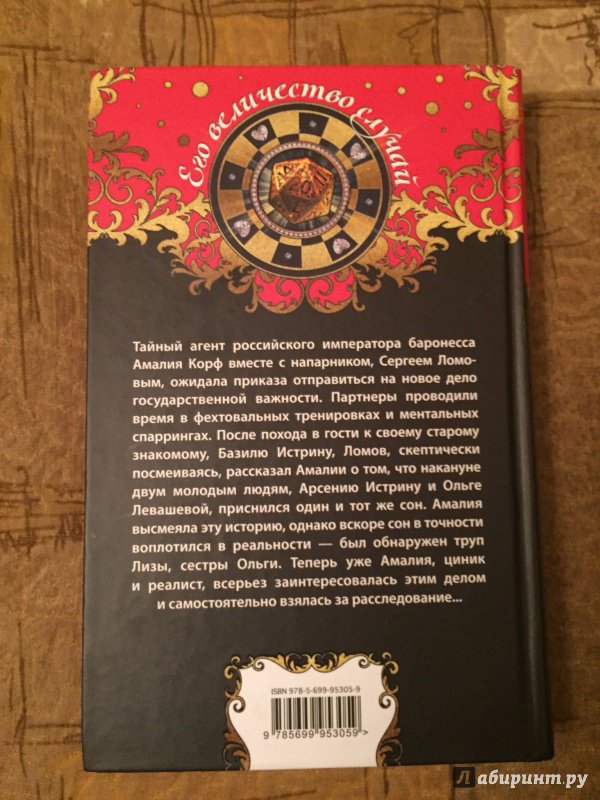 Его величество случай
Тайный агент российского императора баронесса
Амалия Корф вместе с напарником, Сергеем Ломо-
вым, ожидала приказа отправиться на новое дело
государственной важности. Партнеры проводили
время в фехтовальных тренировках и ментальных
спаррингах. После похода в гости к своему старому
знакомому, Базилю Истрину, Ломов, скептически
посмеиваясь, рассказал Амалии о том, что накануне
двум молодым людям, Арсению Истрину и Ольге
Левашевой, приснился один и тот же сон. Амалия
высмеяла эту историю, однако вскоре сон в точности
воплотился в реальности — был обнаружен труп
Лизы, сестры Ольги. Теперь уже Амалия, циник
и реалист, всерьез заинтересовалась этим делом
и самостоятельно взялась за расследование...
ISBN 978-5-699-95305-9
9 785699 953059 >
Лабиринт.ру